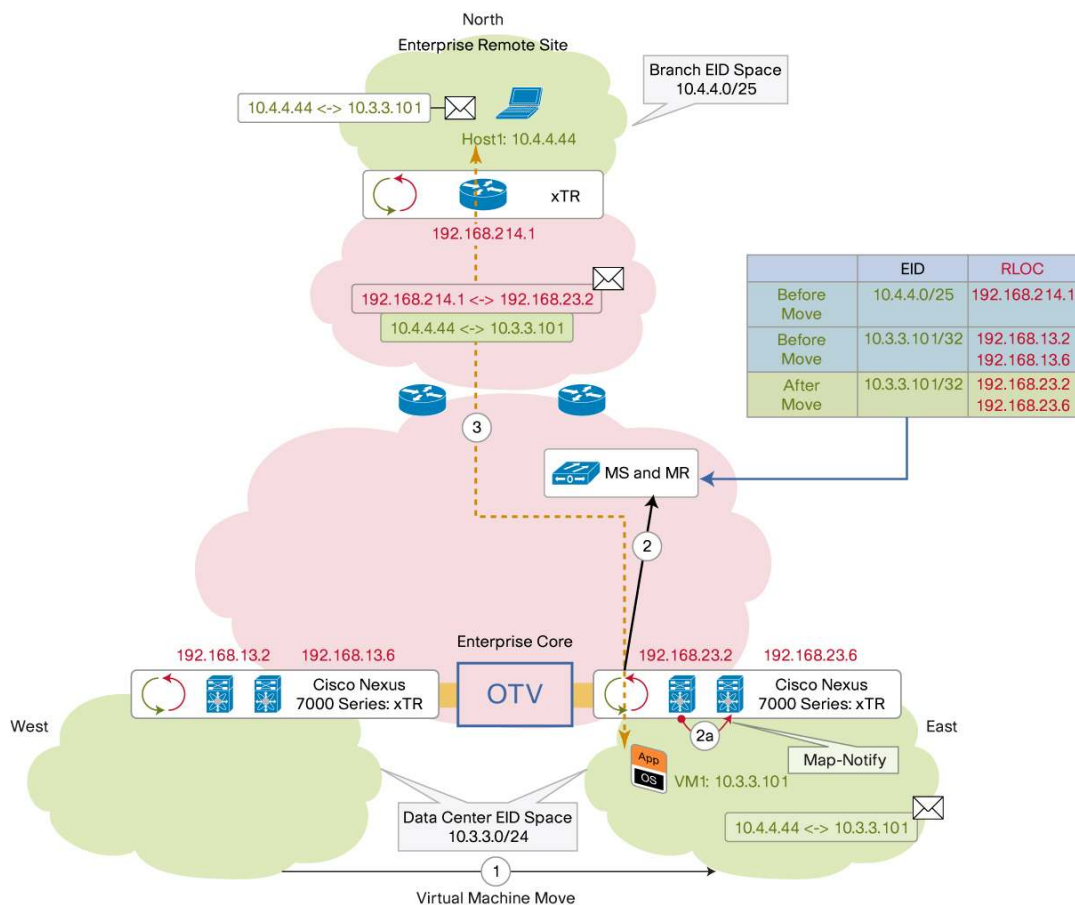 North
Enterprise Remote Site
Branch EID Space
10.4.4.0/25
10.4.4.44 <-> 10.3.3.101
Host1: 10.4.4.44
xTR
192.168.214.1
EID RLOC
Before Move 10.4.4.0/25 192.168.214.1
Before Move 10.3.3.101/32 192.168.13.2 192.168.13.6
After Move 10.3.3.101/32 192.168.23.2 192.168.23.6
192.168.214.1 <-> 192.168.23.2
10.4.4.44 <-> 10.3.3.101
3
MS and MR
2
Enterprise Core
192.168.13.2 192.168.13.6
192.168.23.2 192.168.23.6
Cisco Nexus
7000 Series: xTR
OTV
Cisco Nexus
7000 Series: xTR
West
East
2a
Map-Notify
App
OS
VM1: 10.3.3.101
Data Center EID Space
10.3.3.0/24
10.4.4.44 <-> 10.3.3.101
1
Virtual Machine Move